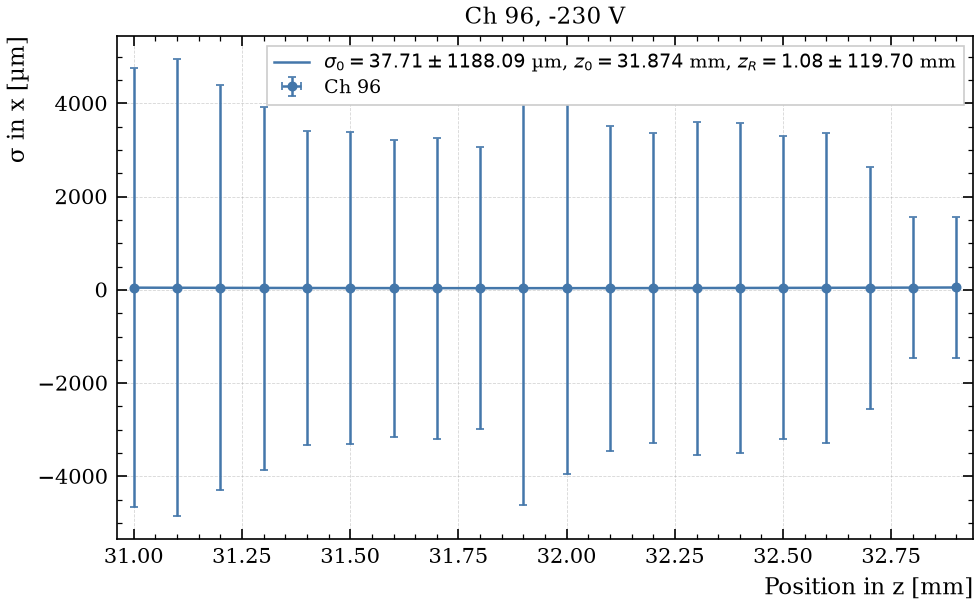 Ch 96, -230 V
σ in x [µm]
σ₀ = 37.71 ± 1188.09 µm, z₀ = 31.874 mm, z_R = 1.08 ± 119.70 mm
Ch 96
4000
2000
0
−2000
−4000
31.00 31.25 31.50 31.75 32.00 32.25 32.50 32.75
Position in z [mm]